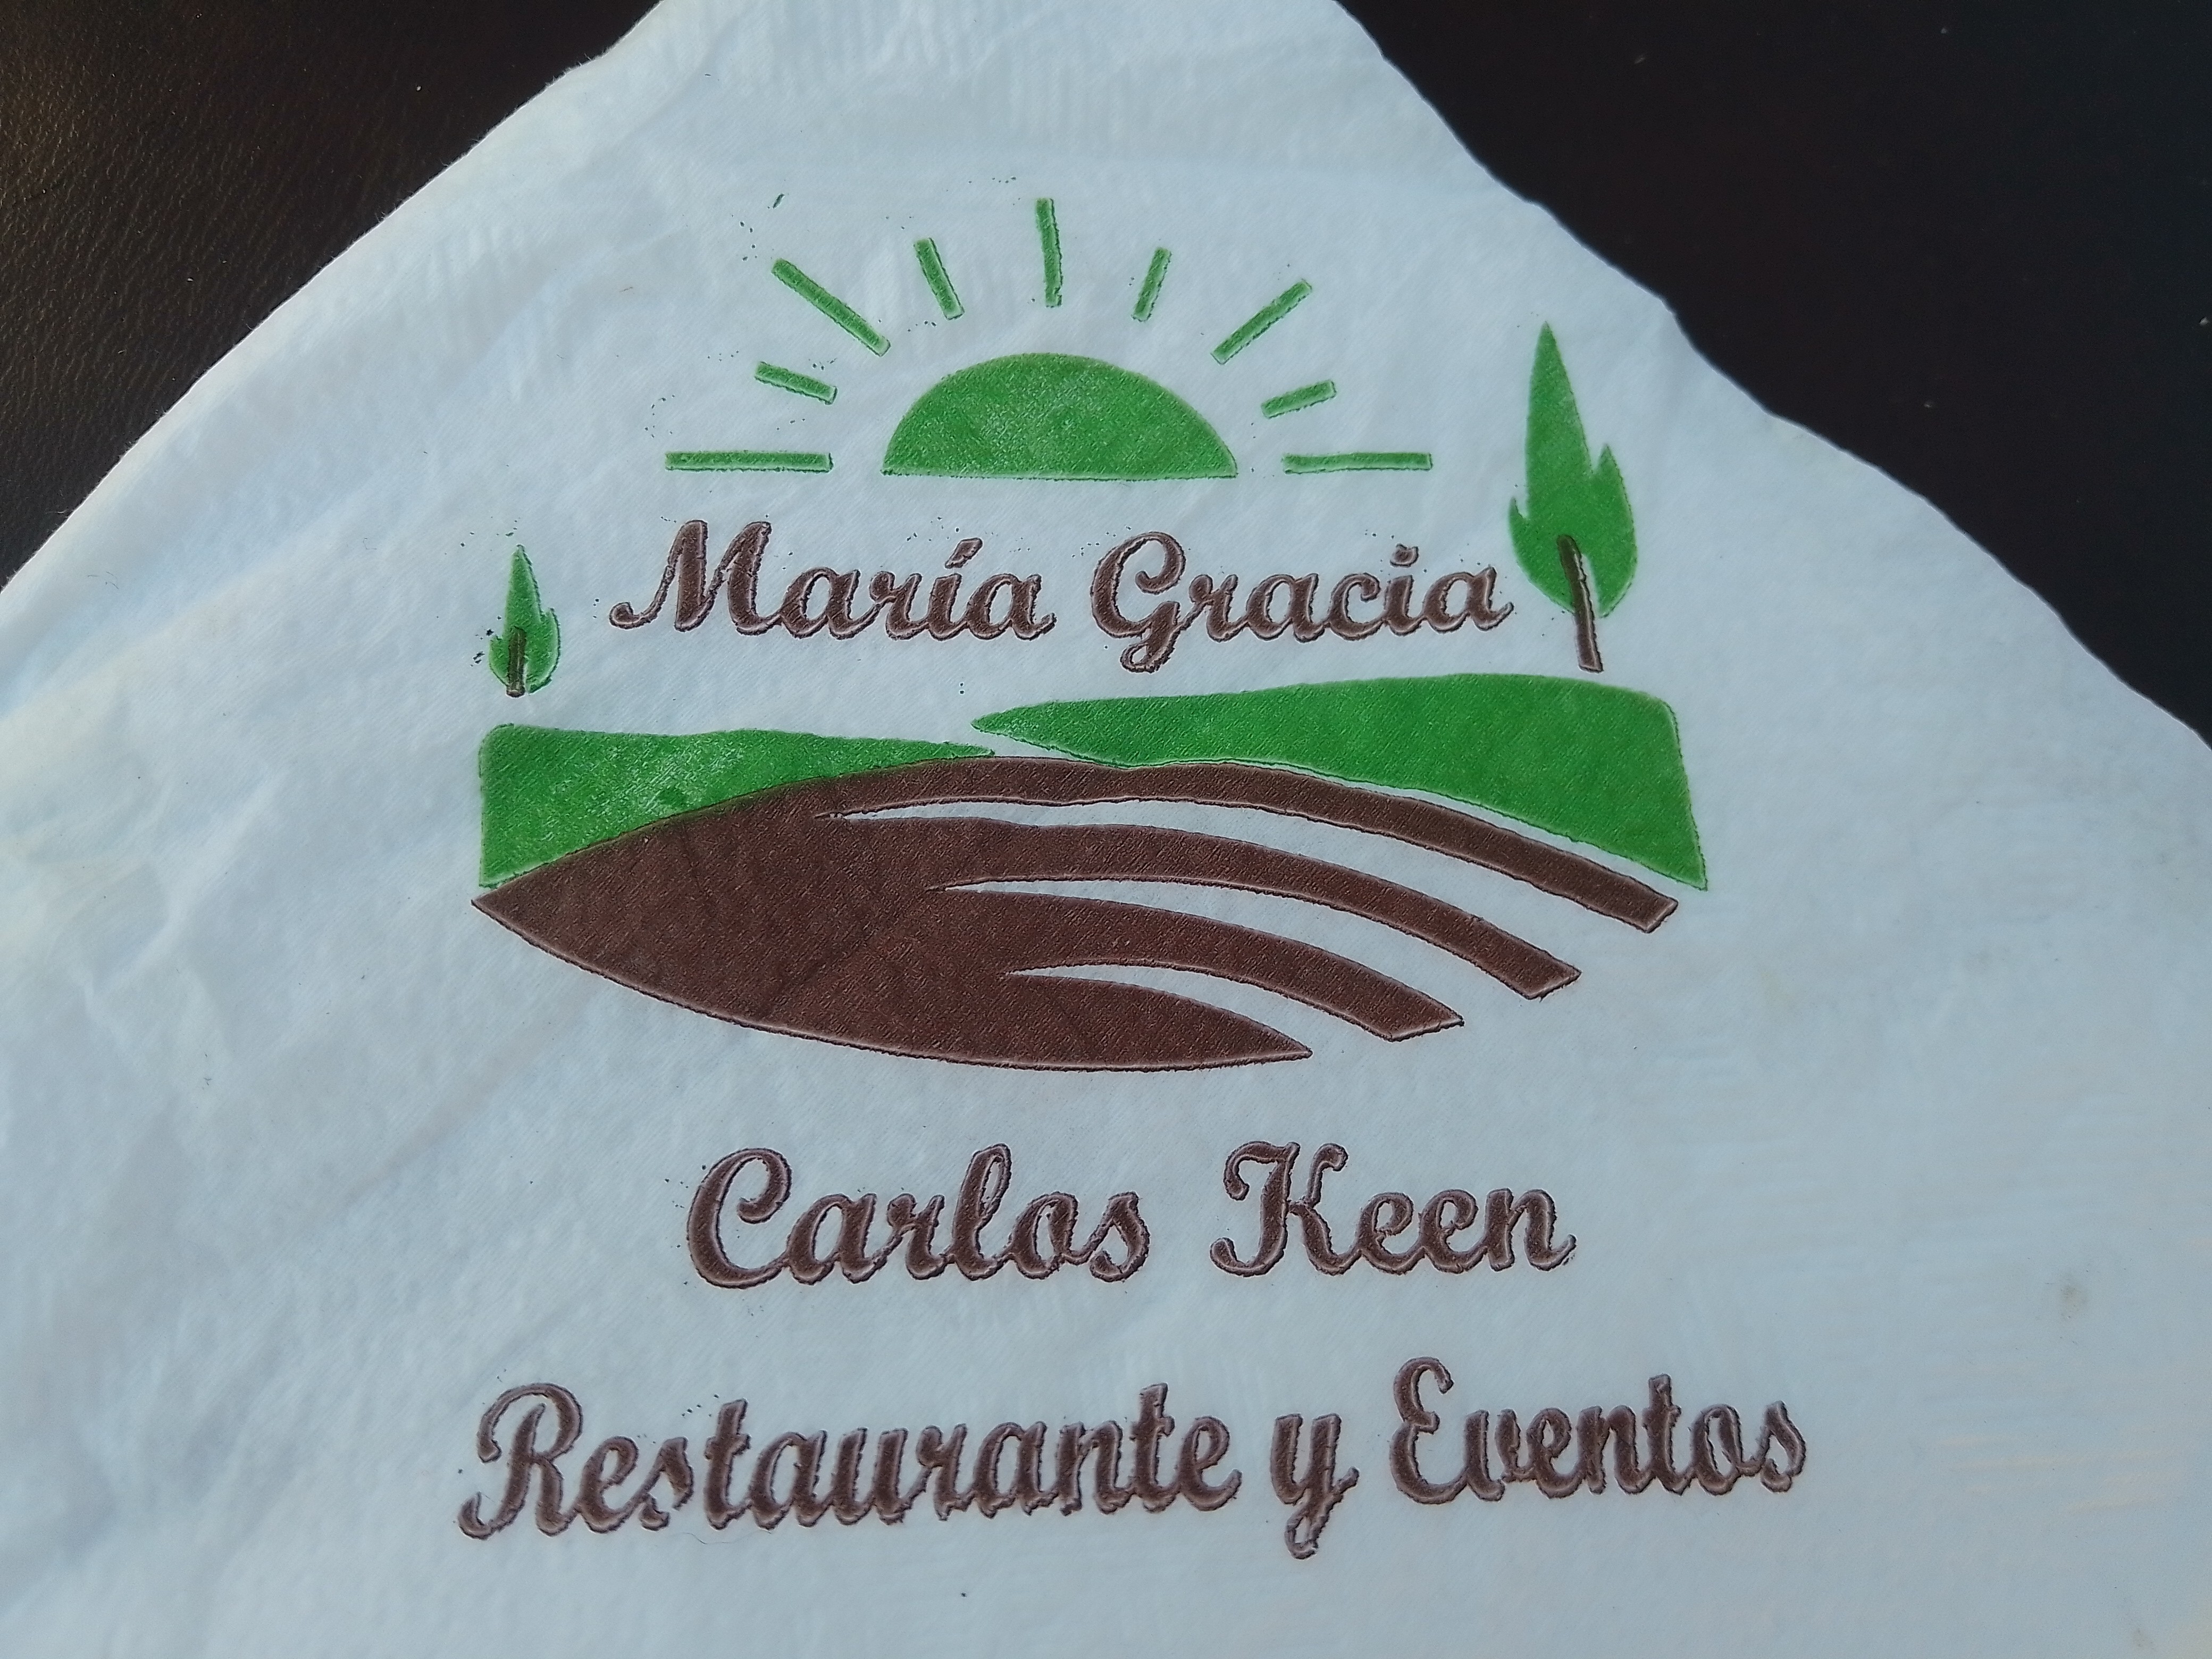 María Gracia
Carlos Keen
Restaurante y Eventos